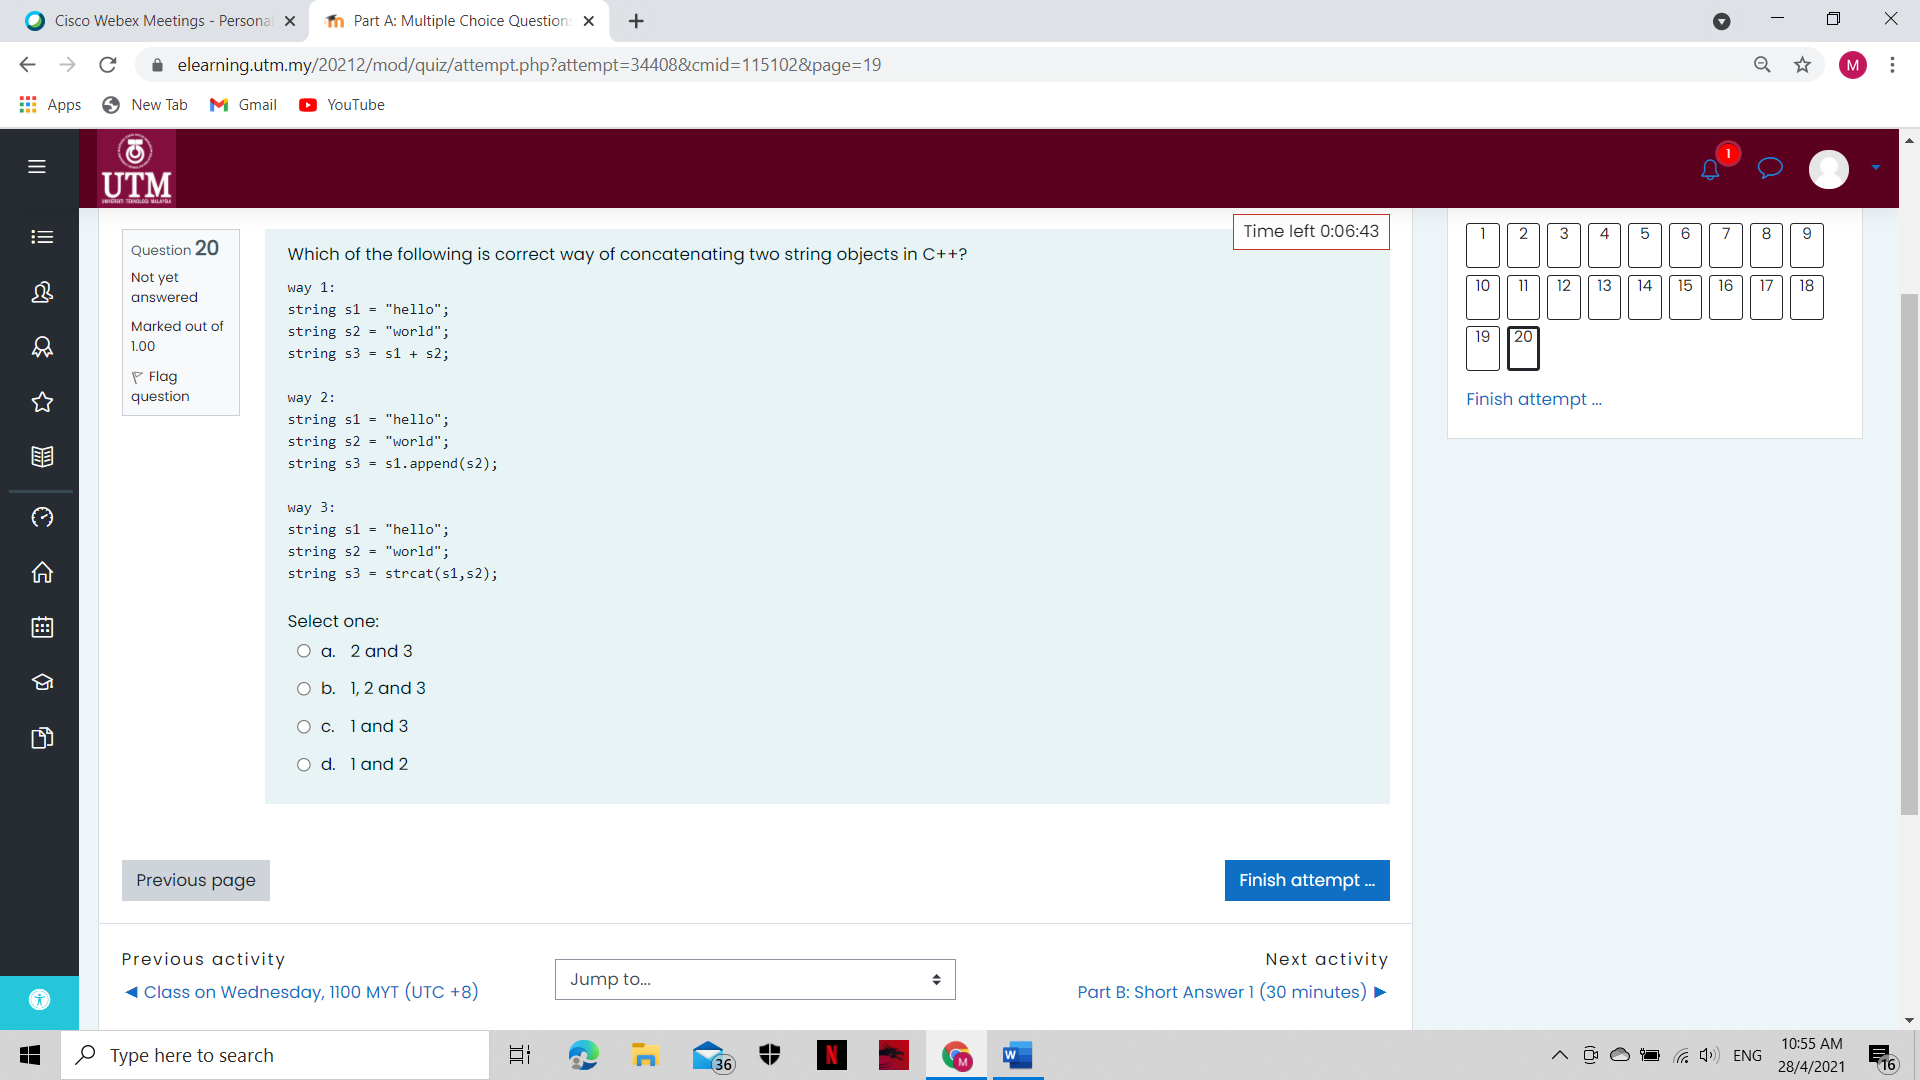 Cisco Webex Meetings - Persona
Part A: Multiple Choice Questions
elearning.utm.my/20212/mod/quiz/attempt.php?attempt=34408&cmid=115102&page=19
M
Apps
New Tab
Gmail
YouTube
UTM
UNIVERSITI TEKNOLOGI MALAYSIA
1
Question 20
Not yet
answered
Marked out of
1.00
Flag
question
Time left 0:06:43
Which of the following is correct way of concatenating two string objects in C++?
way 1:
string s1 = "hello";
string s2 = "world";
string s3 = s1 + s2;
way 2:
string s1 = "hello";
string s2 = "world";
string s3 = s1.append(s2);
way 3:
string s1 = "hello";
string s2 = "world";
string s3 = strcat(s1,s2);
Select one:
a. 2 and 3
b. 1, 2 and 3
c. 1 and 3
d. 1 and 2
1 2 3 4 5 6 7 8 9
10 11 12 13 14 15 16 17 18
19 20
Finish attempt ...
Previous page
Finish attempt ...
Previous activity
◄ Class on Wednesday, 1100 MYT (UTC +8)
Jump to...
Next activity
Part B: Short Answer 1 (30 minutes) ►
Type here to search
36
N
M
W
ENG
10:55 AM
28/4/2021
16